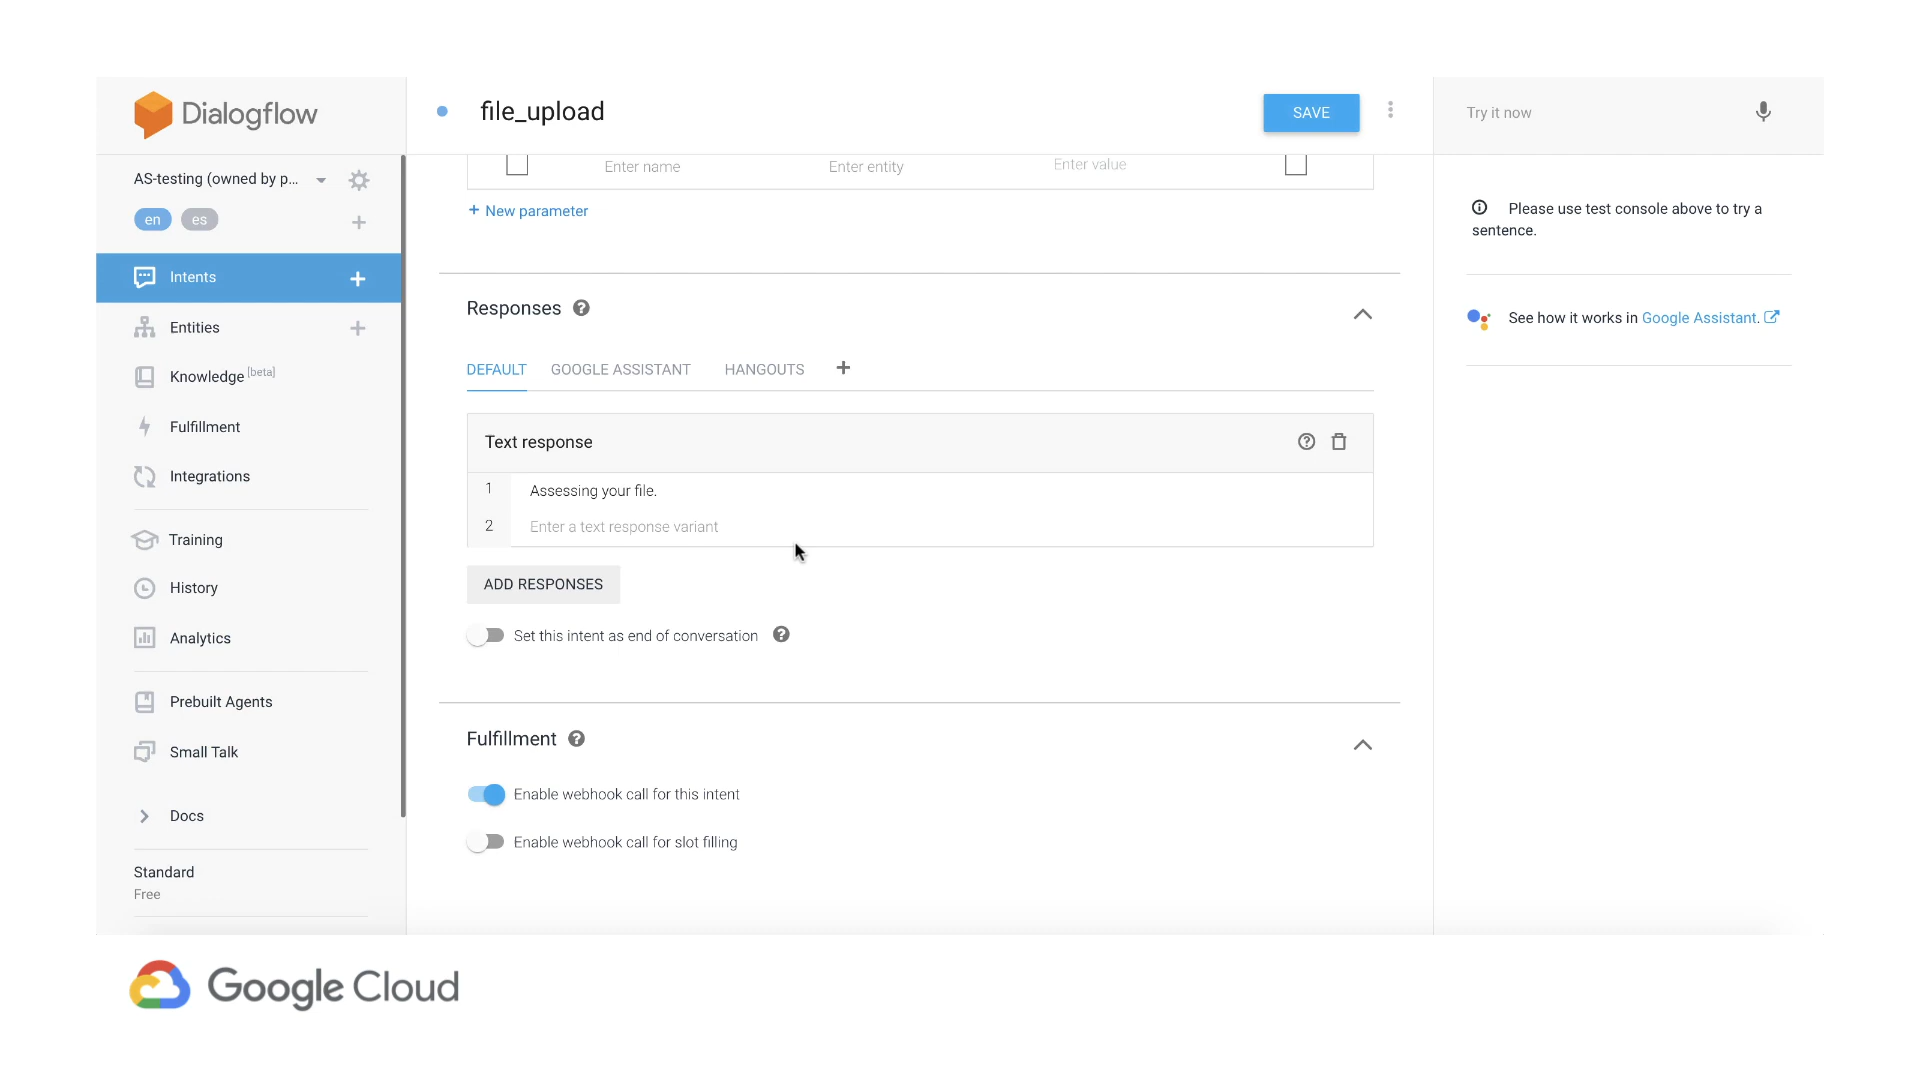 Dialogflow
file_upload
SAVE
Try it now
AS-testing (owned by p...
en
es
Enter name
Enter entity
Enter value
+ New parameter
Please use test console above to try a
sentence.
Intents
Entities
Knowledge [beta]
Fulfillment
Integrations
Training
History
Analytics
Prebuilt Agents
Small Talk
Docs
Standard
Free
Responses
DEFAULT
GOOGLE ASSISTANT
HANGOUTS
Text response
1 Assessing your file.
2 Enter a text response variant
ADD RESPONSES
Set this intent as end of conversation
Fulfillment
Enable webhook call for this intent
Enable webhook call for slot filling
See how it works in Google Assistant.
Google Cloud